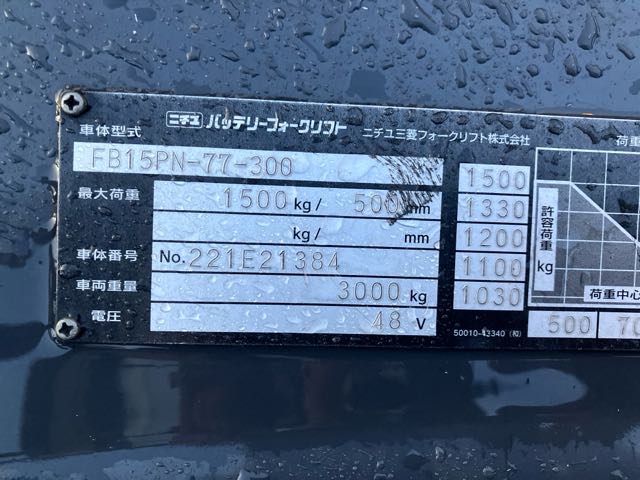 ニチユ バッテリーフォークリフト ニチユ三菱フォークリフト株式会社
車体型式
FB15PN-77-300
最大荷重 1500 kg/ 500 mm
kg/ mm
車体番号 No. 221E21384
車両重量 3000 kg
電圧 48 V
1500
1330
1200
1100
1030
荷重
許容荷重 kg
荷重中心
500 70
50010-43340 (和)